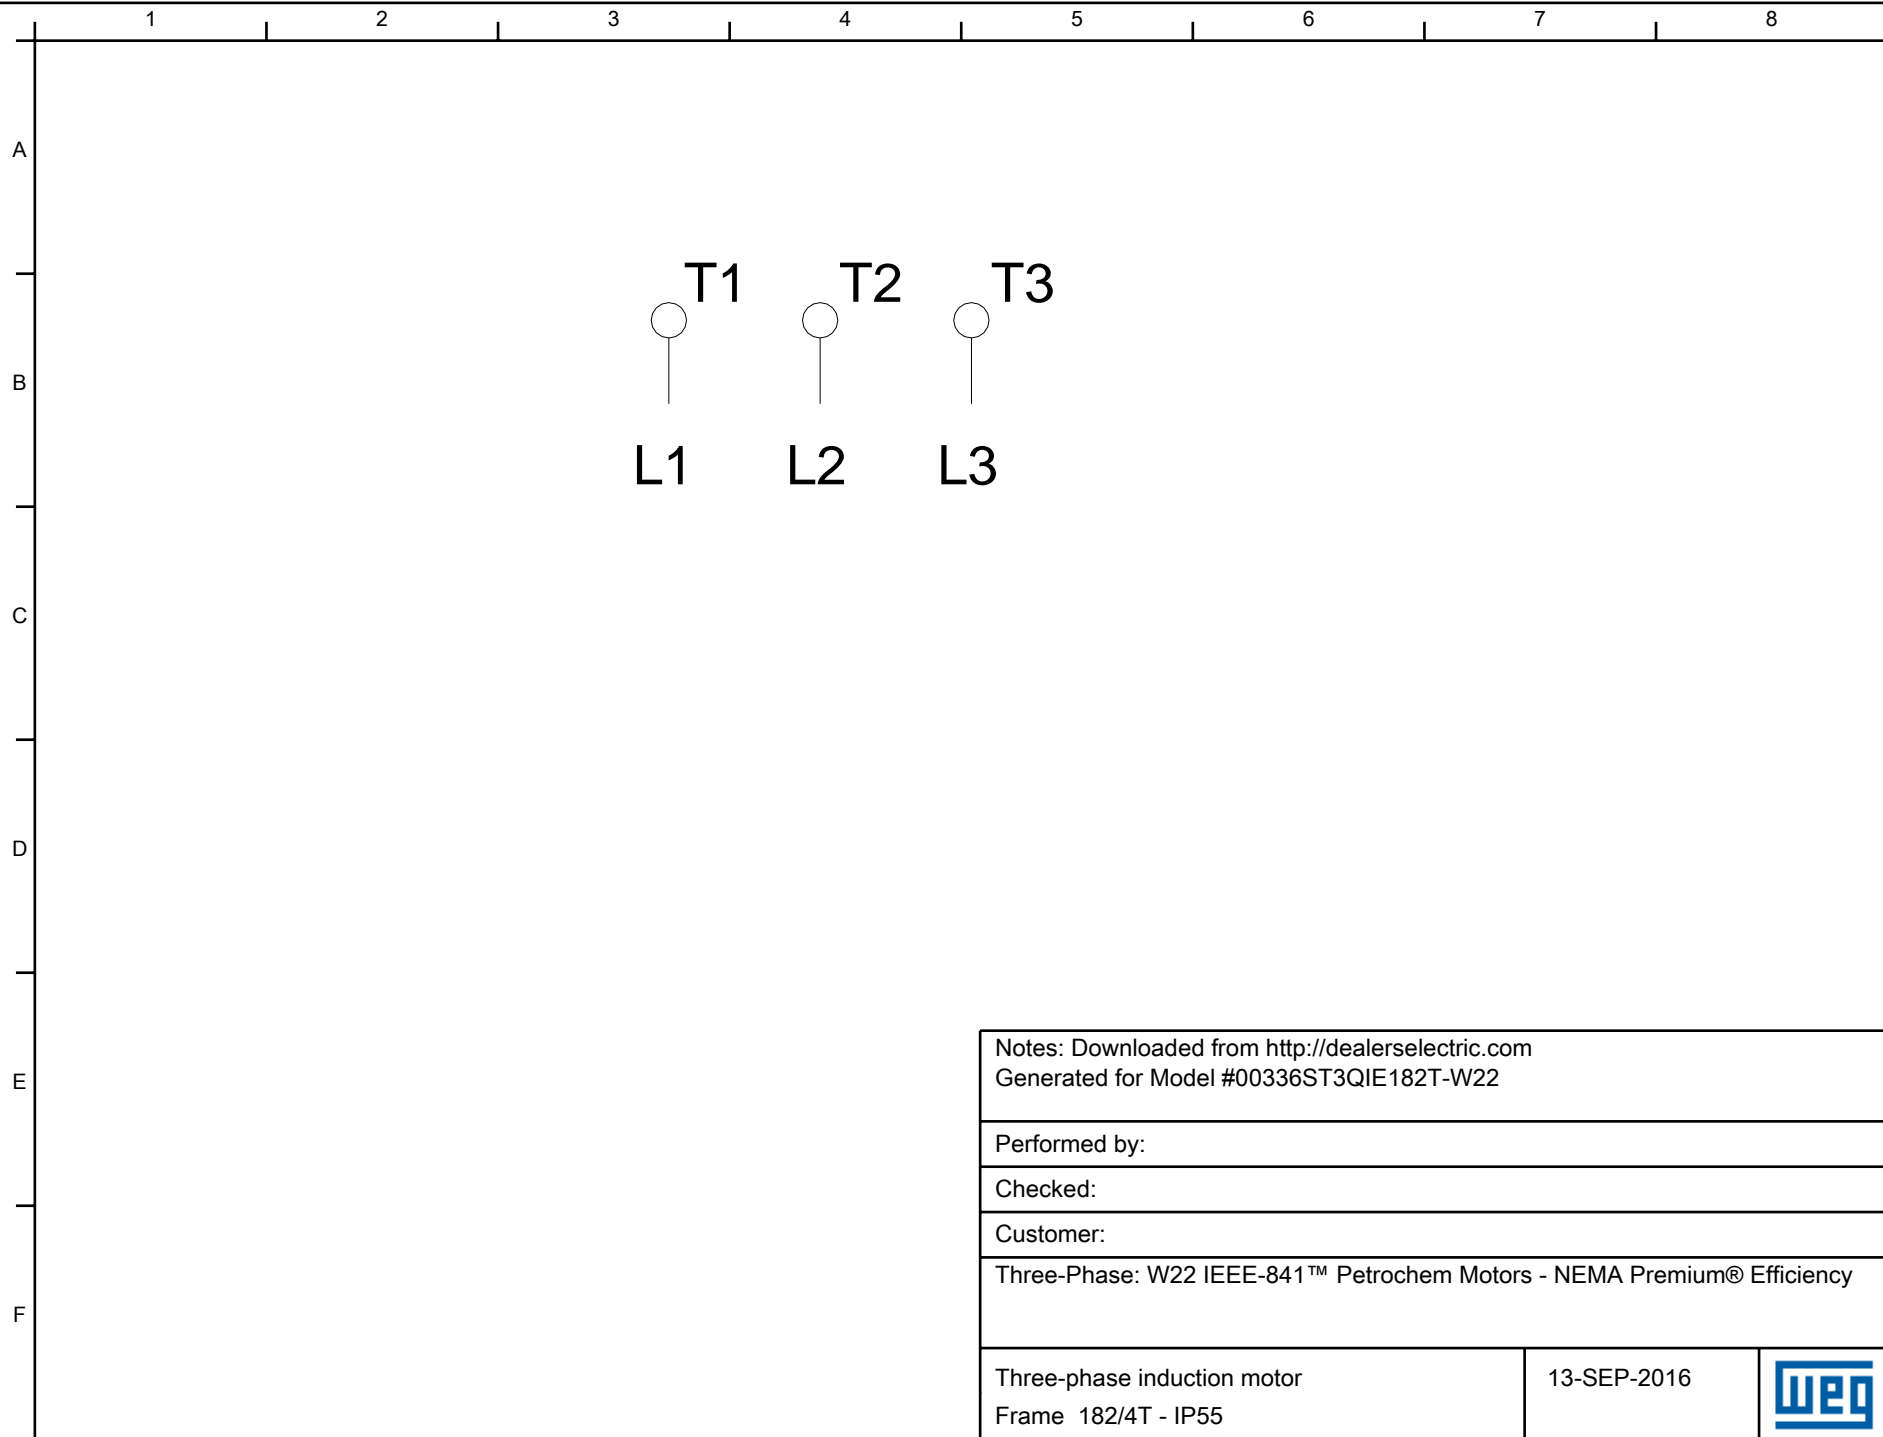 1 2 3 4 5 6 7 8
A
T1 T2 T3
B
L1 L2 L3
C
D
Notes: Downloaded from http://dealerselectric.com
E
Generated for Model #00336ST3QIE182T-W22
Performed by:
Checked:
Customer:
Three-Phase: W22 IEEE-841™ Petrochem Motors - NEMA Premium® Efficiency
F
Three-phase induction motor
13-SEP-2016
weg
Frame 182/4T - IP55